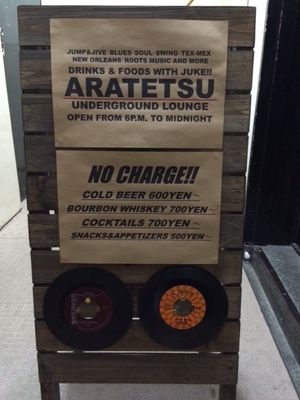 JUMP&JIVE·BLUES·SOUL·SWING·TEX-MEX
NEW ORLEANS·ROOTS MUSIC AND MORE
DRINKS & FOODS WITH JUKE!!
ARATETSU
UNDERGROUND LOUNGE
OPEN FROM 6P.M. TO MIDNIGHT
NO CHARGE!!
COLD BEER 600YEN~
BOURBON WHISKEY 700YEN~
COCKTAILS 700YEN~
SNACKS&APPETIZERS 500YEN~